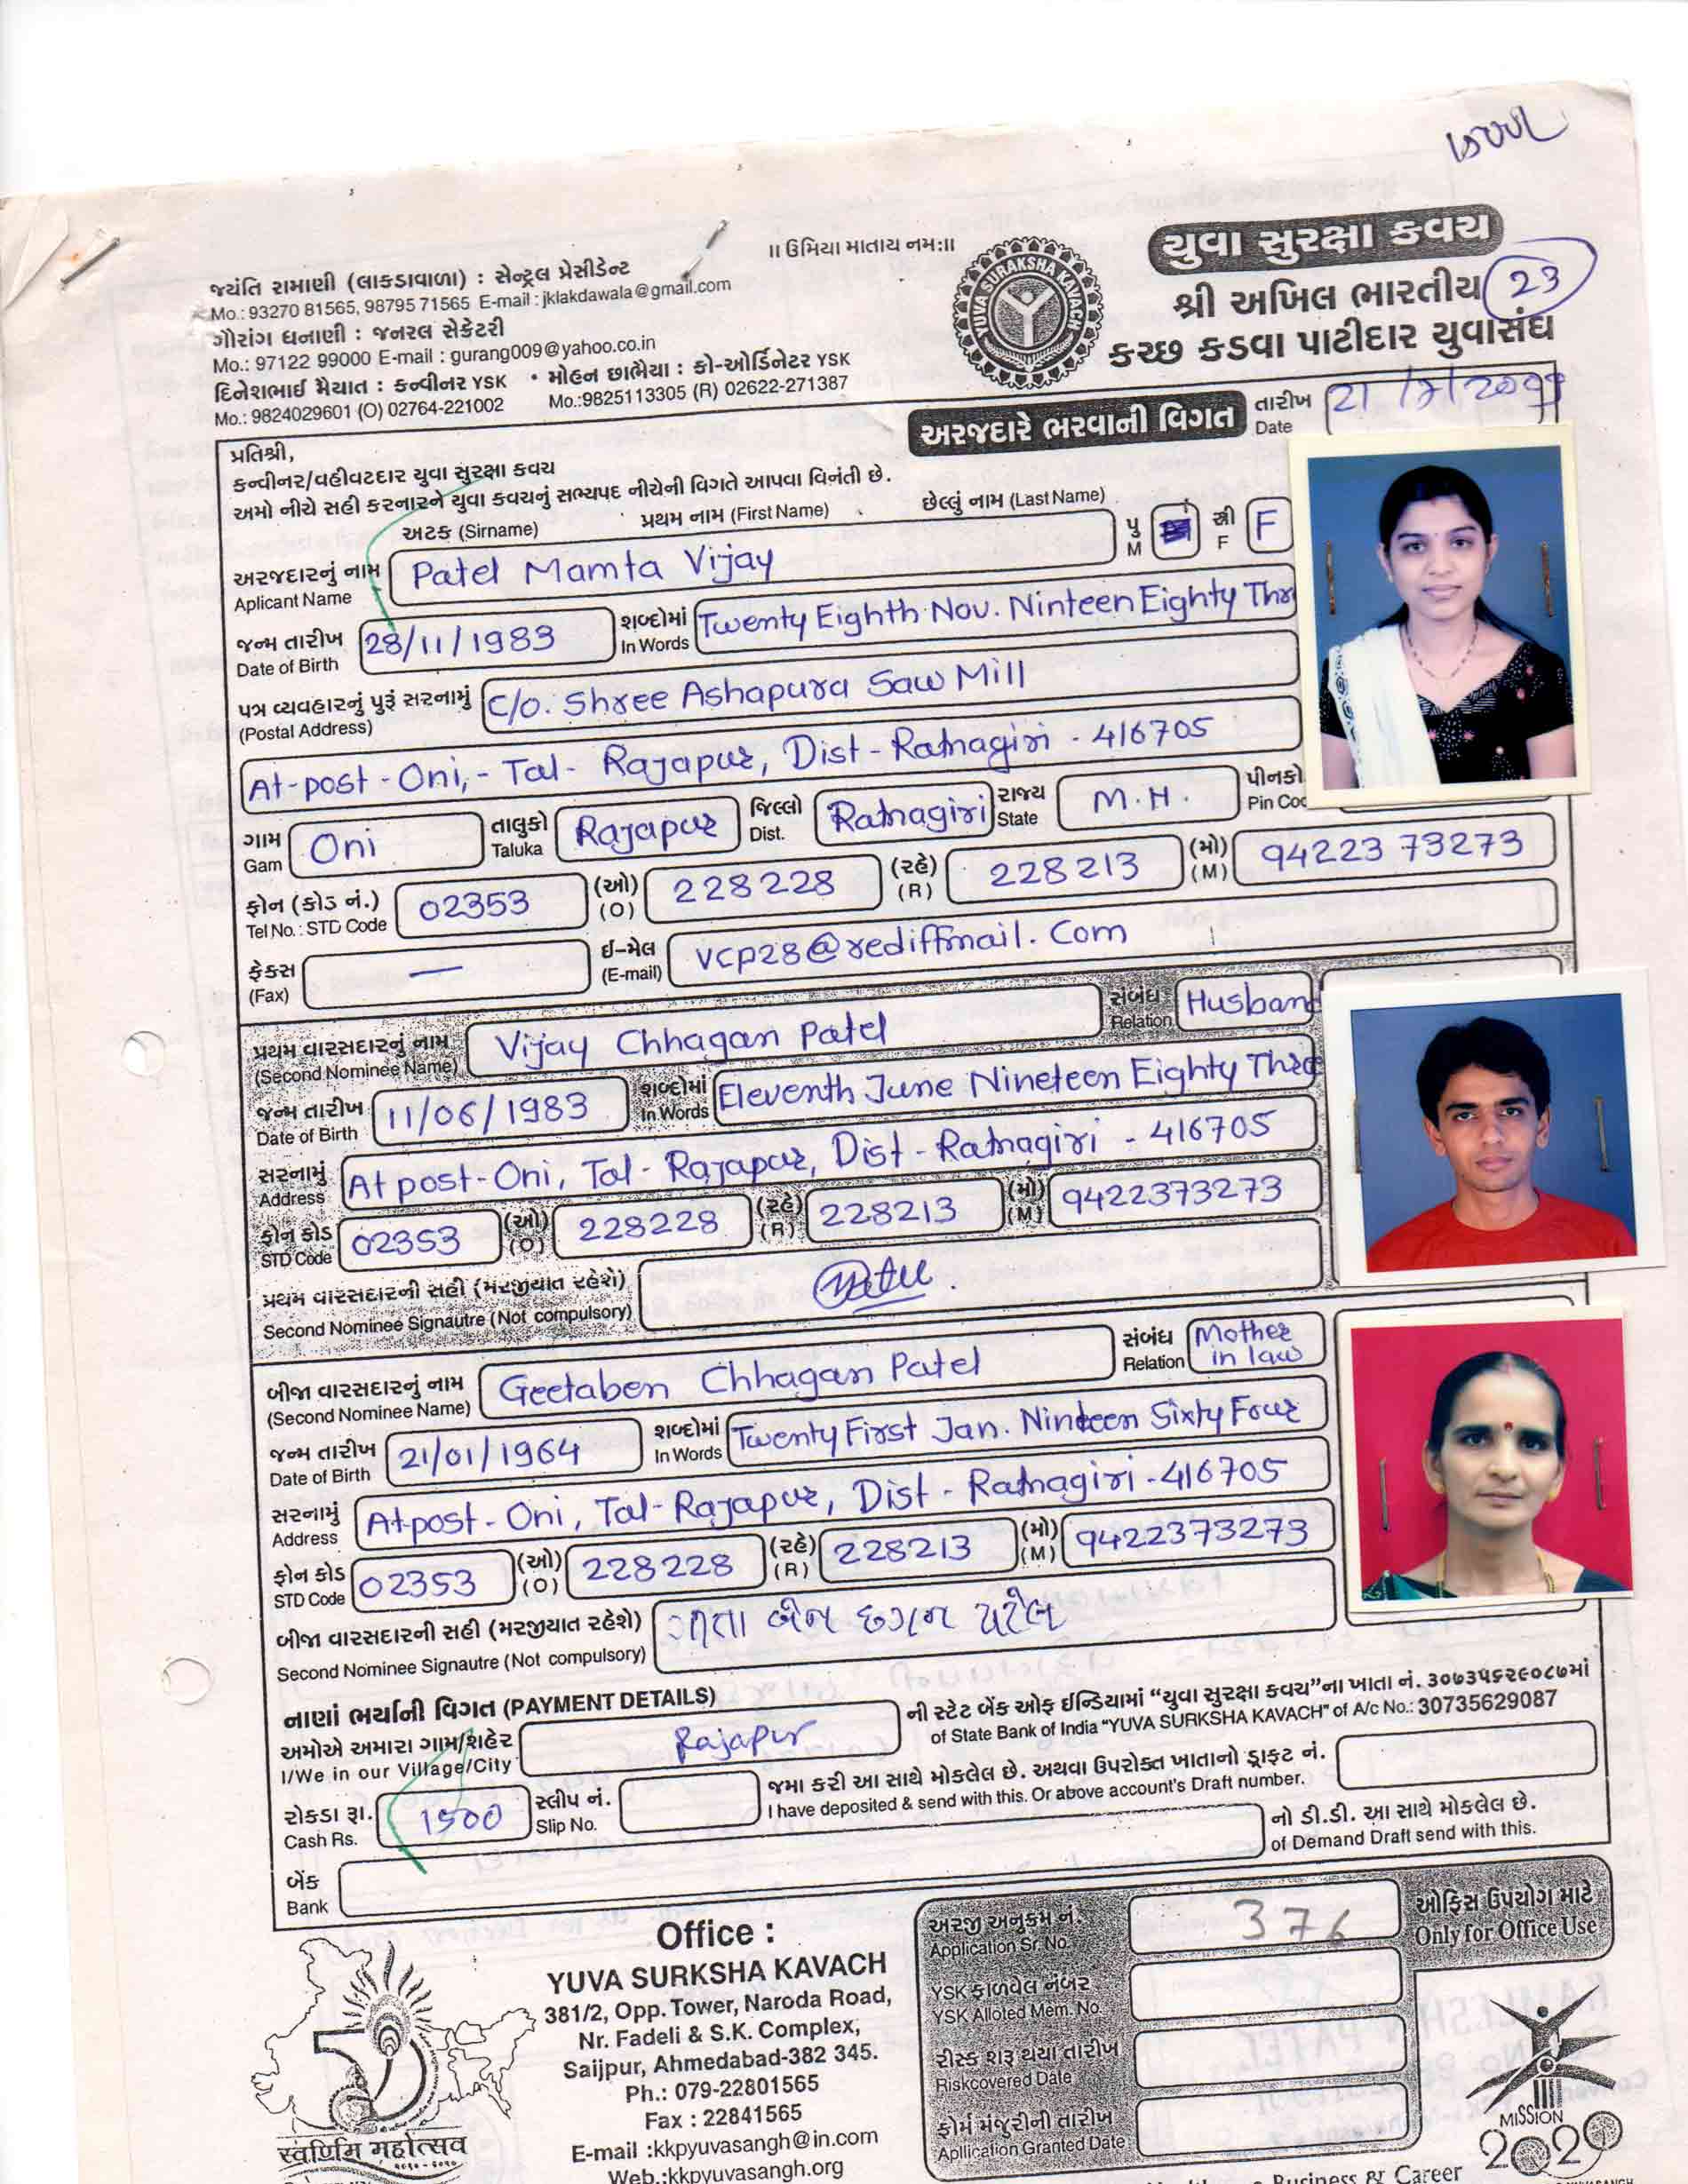 ॥ ઉમિયા માતાય નમઃ॥
યુવા સુરક્ષા કવચ
શ્રી અખિલ ભારતીય
23
કચ્છ કડવા પાટીદાર યુવાસંઘ
YUVA SURAKSHA KAVACH
જયંતિ રામાણી (લાકડાવાળા) : સેન્ટ્રલ પ્રેસીડેન્ટ
Mo.: 93270 81565, 98795 71565 E-mail : jklakdawala@gmail.com
ગૌરાંગ ધનાણી : જનરલ સેક્રેટરી
Mo.: 97122 99000 E-mail : gurang009@yahoo.co.in
દિનેશભાઈ મૈયાત : કન્વીનર YSK • મોહન છાભૈયા : કો-ઓર્ડિનેટર YSK
Mo.: 9824029601 (O) 02764-221002 Mo.:9825113305 (R) 02622-271387
અરજદારે ભરવાની વિગત
તારીખ
Date
પ્રતિશ્રી,
કન્વીનર/વહીવટદાર યુવા સુરક્ષા કવચ
અમો નીચે સહી કરનારને યુવા કવચનું સભ્યપદ નીચેની વિગતે આપવા વિનંતી છે.
અટક (Sirname) પ્રથમ નામ (First Name) છેલ્લું નામ (Last Name)
અરજદારનું નામ Patel Mamta Vijay પુ સ્ત્રી F
Aplicant Name M F
જન્મ તારીખ 28/11/1983 શબ્દોમાં Twenty Eighth Nov. Ninteen Eighty Thr
Date of Birth In Words
પત્ર વ્યવહારનું પુરૂં સરનામું C/o. Shree Ashapura Saw Mill
(Postal Address)
At-post - Oni, - Tal - Rajapur, Dist - Ratnagiri - 416705
ગામ Oni તાલુકો Rajapur જિલ્લો Ratnagiri રાજ્ય M.H. પીનકો
Gam Taluka Dist. State Pin Cod
ફોન (કોડ નં.) 02353 (ઓ) 228228 (રહે) 228213 (મો) 94223 73273
Tel No.: STD Code (O) (R) (M)
ફેક્સ — ઈ-મેલ vcp28@rediffmail.Com
(Fax) (E-mail)
પ્રથમ વારસદારનું નામ Vijay Chhagan Patel સંબંધ Husband
(Second Nominee Name) Relation
જન્મ તારીખ 11/06/1983 શબ્દોમાં Eleventh June Nineteen Eighty Three
Date of Birth In Words
સરનામું At post - Oni, Tal - Rajapur, Dist - Ratnagiri - 416705
Address
ફોન કોડ 02353 (ઓ) 228228 (રહે) 228213 (મો) 9422373273
STD Code (O) (R) (M)
પ્રથમ વારસદારની સહી (મરજીયાત રહેશે)
Second Nominee Signautre (Not compulsory)
બીજા વારસદારનું નામ Geetaben Chhagan Patel સંબંધ Mother in law
(Second Nominee Name) Relation
જન્મ તારીખ 21/01/1964 શબ્દોમાં Twenty First Jan. Ninteen Sixty Four
Date of Birth In Words
સરનામું At post - Oni, Tal - Rajapur, Dist - Ratnagiri - 416705
Address
ફોન કોડ 02353 (ઓ) 228228 (રહે) 228213 (મો) 9422373273
STD Code (O) (R) (M)
બીજા વારસદારની સહી (મરજીયાત રહેશે) ગીતા બેન છગન પટેલ
Second Nominee Signautre (Not compulsory)
નાણાં ભર્યાની વિગત (PAYMENT DETAILS)
અમોએ અમારા ગામ/શહેર Rajapur ની સ્ટેટ બેંક ઓફ ઈન્ડિયામાં “યુવા સુરક્ષા કવચ”ના ખાતા નં. ૩૦૭૩૫૬૨૯૦૮૭માં
I/We in our Village/City of State Bank of India “YUVA SURKSHA KAVACH” of A/c No.: 30735629087
રોકડા રૂા. 1500 સ્લીપ નં. જમા કરી આ સાથે મોકલેલ છે. અથવા ઉપરોક્ત ખાતાનો ડ્રાફ્ટ નં.
Cash Rs. Slip No. I have deposited & send with this. Or above account's Draft number.
નો ડી.ડી. આ સાથે મોકલેલ છે.
of Demand Draft send with this.
બેંક
Bank
Office :
YUVA SURKSHA KAVACH
381/2, Opp. Tower, Naroda Road,
Nr. Fadeli & S.K. Complex,
Saijpur, Ahmedabad-382 345.
Ph.: 079-22801565
Fax : 22841565
E-mail :kkpyuvasangh@in.com
Web.:kkpyuvasangh.org
અરજી અનુક્રમ નં. 376
Application Sr. No.
ઓફિસ ઉપયોગ માટે
Only for Office Use
YSK ફાળવેલ નંબર
YSK Alloted Mem. No.
રીસ્ક શરૂ થયા તારીખ
Riskcovered Date
ફોર્મ મંજુરીની તારીખ
Apllication Granted Date
स्वर्णिम महोत्सव
MISSION
2020
Business & Career